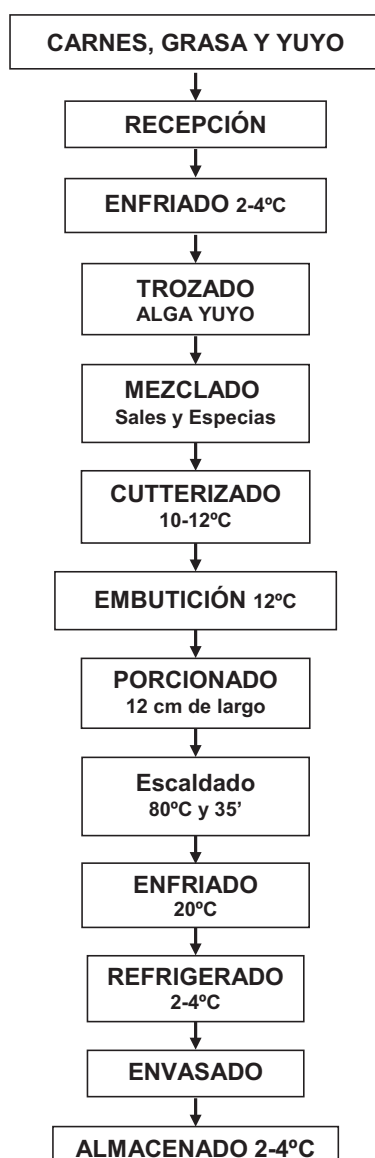 CARNES, GRASA Y YUYO
RECEPCIÓN
ENFRIADO 2-4ºC
TROZADO
ALGA YUYO
MEZCLADO
Sales y Especias
CUTTERIZADO
10-12ºC
EMBUTICIÓN 12ºC
PORCIONADO
12 cm de largo
Escaldado
80ºC y 35’
ENFRIADO
20ºC
REFRIGERADO
2-4ºC
ENVASADO
ALMACENADO 2-4ºC